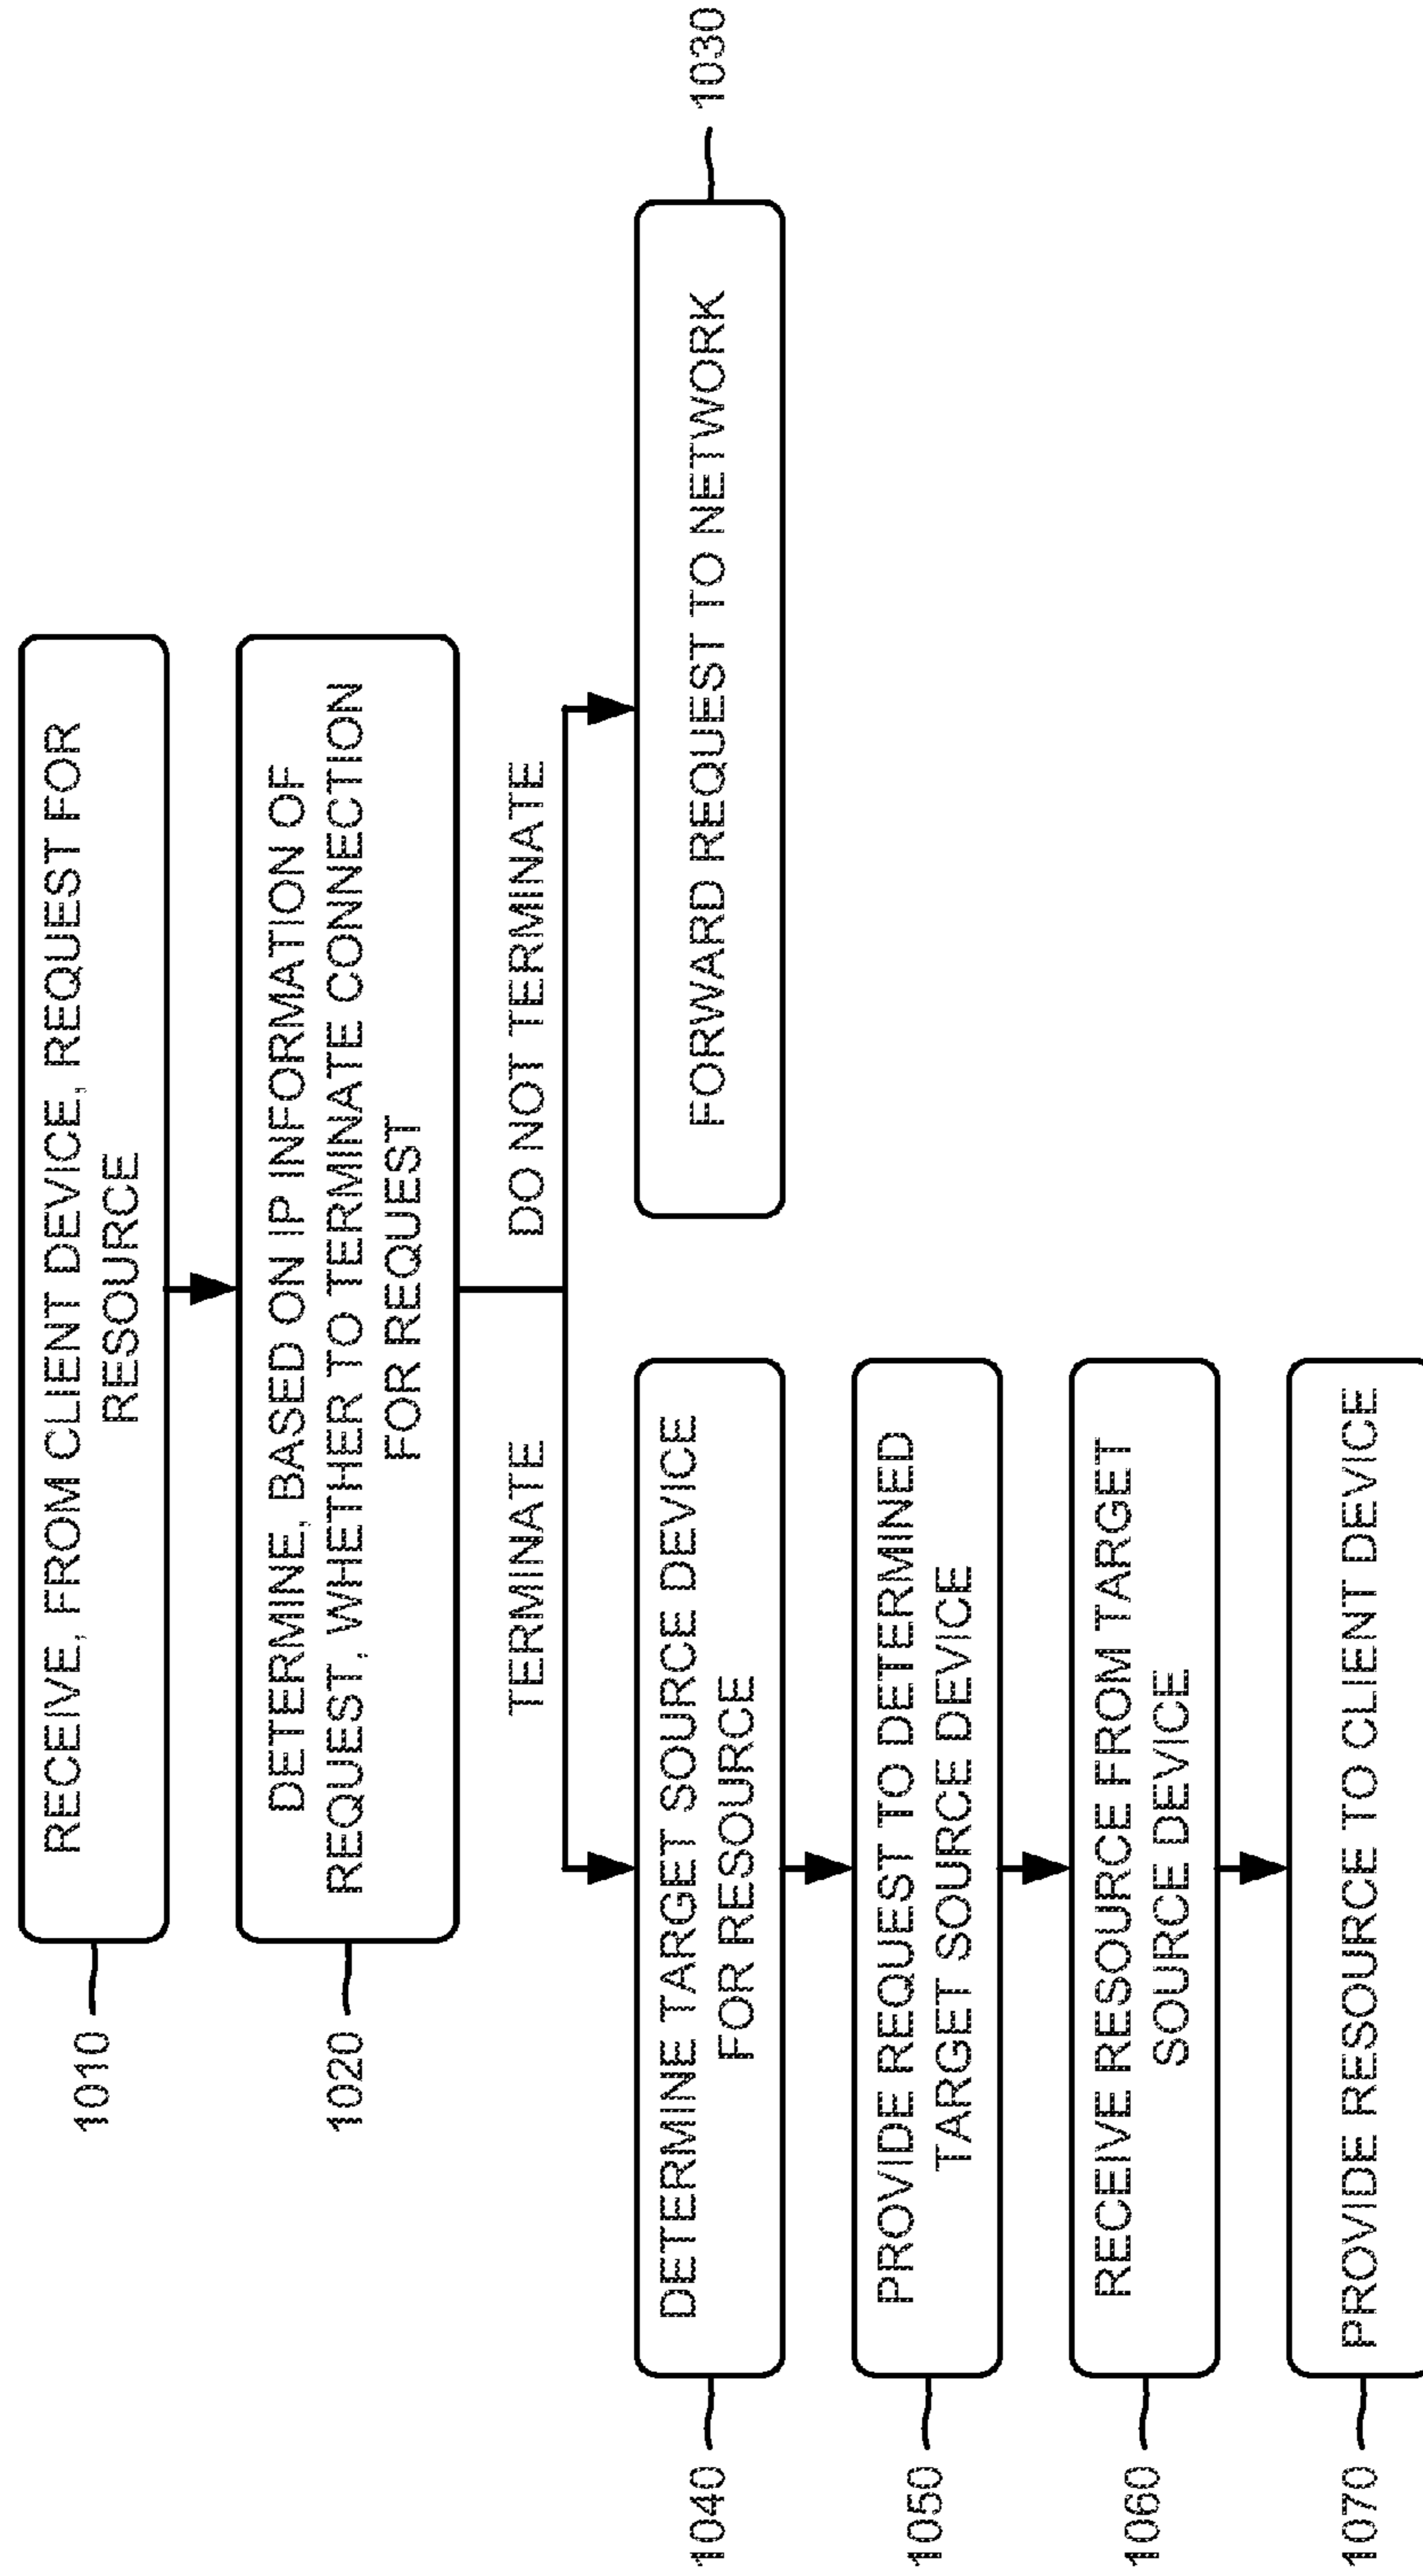 1010
RECEIVE, FROM CLIENT DEVICE, REQUEST FOR
RESOURCE
1020
DETERMINE, BASED ON IP INFORMATION OF
REQUEST, WHETHER TO TERMINATE CONNECTION
FOR REQUEST
TERMINATE
DO NOT TERMINATE
1040
DETERMINE TARGET SOURCE DEVICE
FOR RESOURCE
FORWARD REQUEST TO NETWORK
1030
1050
PROVIDE REQUEST TO DETERMINED
TARGET SOURCE DEVICE
1060
RECEIVE RESOURCE FROM TARGET
SOURCE DEVICE
1070
PROVIDE RESOURCE TO CLIENT DEVICE